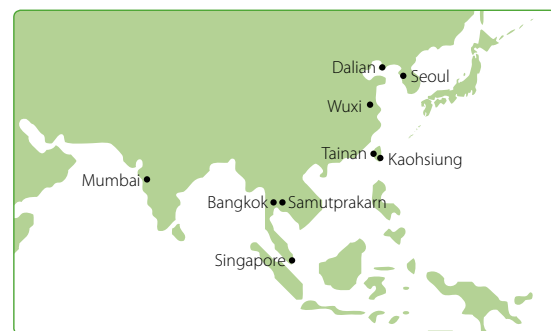 Dalian
Seoul
Wuxi
Tainan
Kaohsiung
Mumbai
Bangkok
Samutprakarn
Singapore